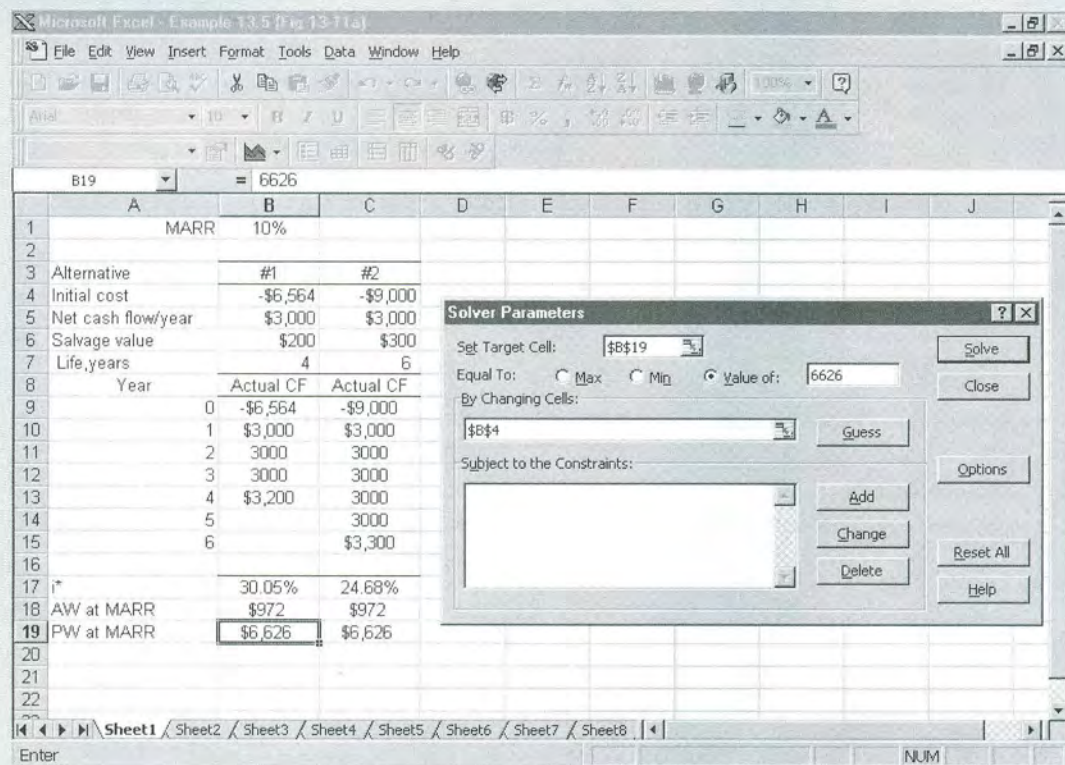 Microsoft Excel - Example 13.5 (Fig 13-11a)
File Edit View Insert Format Tools Data Window Help
100%
Arial 10 B I U
B19 = 6626
A B C D E F G H I J
1 MARR 10%
2
3 Alternative #1 #2
4 Initial cost -$6,564 -$9,000
5 Net cash flow/year $3,000 $3,000
6 Salvage value $200 $300
7 Life,years 4 6
8 Year Actual CF Actual CF
9 0 -$6,564 -$9,000
10 1 $3,000 $3,000
11 2 3000 3000
12 3 3000 3000
13 4 $3,200 3000
14 5 3000
15 6 $3,300
16
17 i* 30.05% 24.68%
18 AW at MARR $972 $972
19 PW at MARR $6,626 $6,626
20
21
22
Solver Parameters
Set Target Cell: $B$19 Solve
Equal To: Max Min Value of: 6626 Close
By Changing Cells:
$B$4 Guess
Subject to the Constraints: Options
Add
Change
Delete
Reset All
Help
Sheet1 Sheet2 Sheet3 Sheet4 Sheet5 Sheet6 Sheet7 Sheet8
Enter NUM